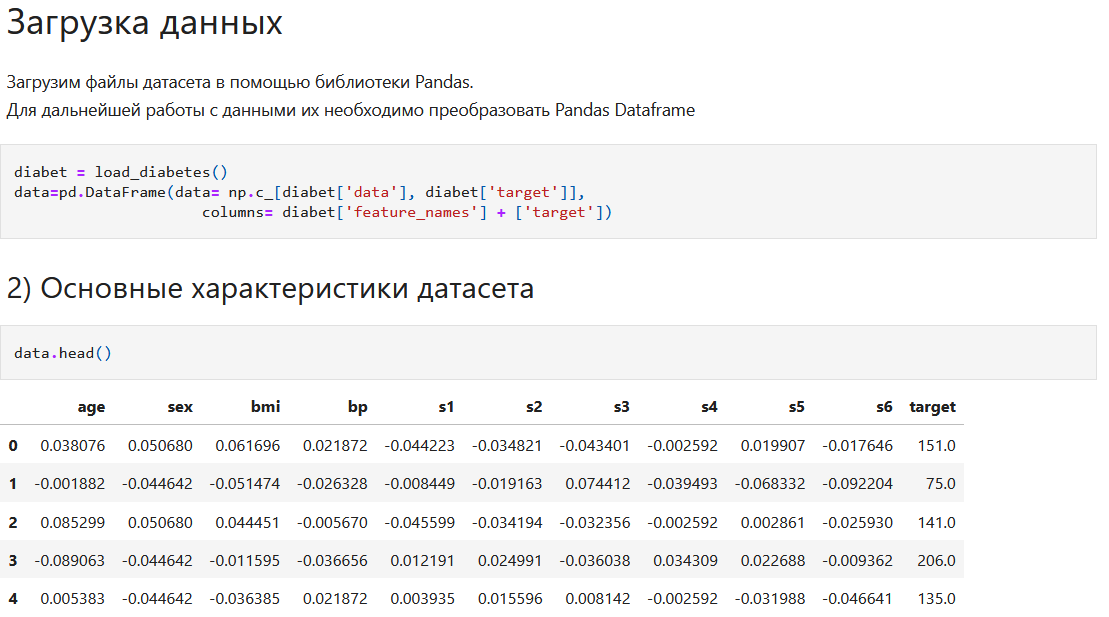 Загрузка данных
Загрузим файлы датасета в помощью библиотеки Pandas.
Для дальнейшей работы с данными их необходимо преобразовать Pandas Dataframe
diabet = load_diabetes()
data=pd.DataFrame(data= np.c_[diabet['data'], diabet['target']],
columns= diabet['feature_names'] + ['target'])
2) Основные характеристики датасета
data.head()
age sex bmi bp s1 s2 s3 s4 s5 s6 target
0 0.038076 0.050680 0.061696 0.021872 -0.044223 -0.034821 -0.043401 -0.002592 0.019907 -0.017646 151.0
1 -0.001882 -0.044642 -0.051474 -0.026328 -0.008449 -0.019163 0.074412 -0.039493 -0.068332 -0.092204 75.0
2 0.085299 0.050680 0.044451 -0.005670 -0.045599 -0.034194 -0.032356 -0.002592 0.002861 -0.025930 141.0
3 -0.089063 -0.044642 -0.011595 -0.036656 0.012191 0.024991 -0.036038 0.034309 0.022688 -0.009362 206.0
4 0.005383 -0.044642 -0.036385 0.021872 0.003935 0.015596 0.008142 -0.002592 -0.031988 -0.046641 135.0